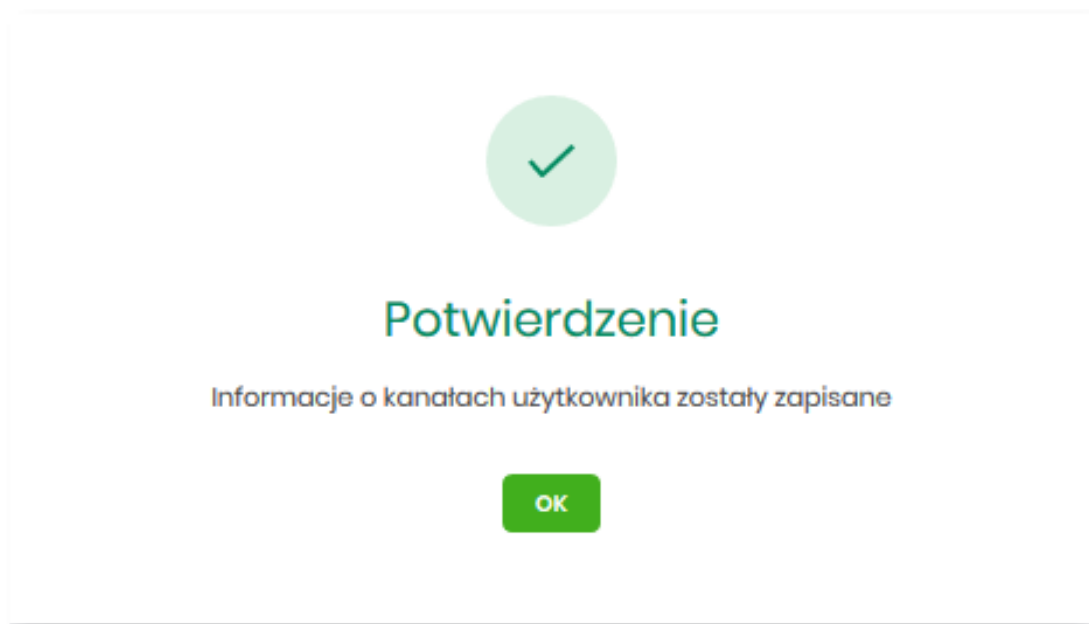 Potwierdzenie
Informacje o kanałach użytkownika zostały zapisane
OK